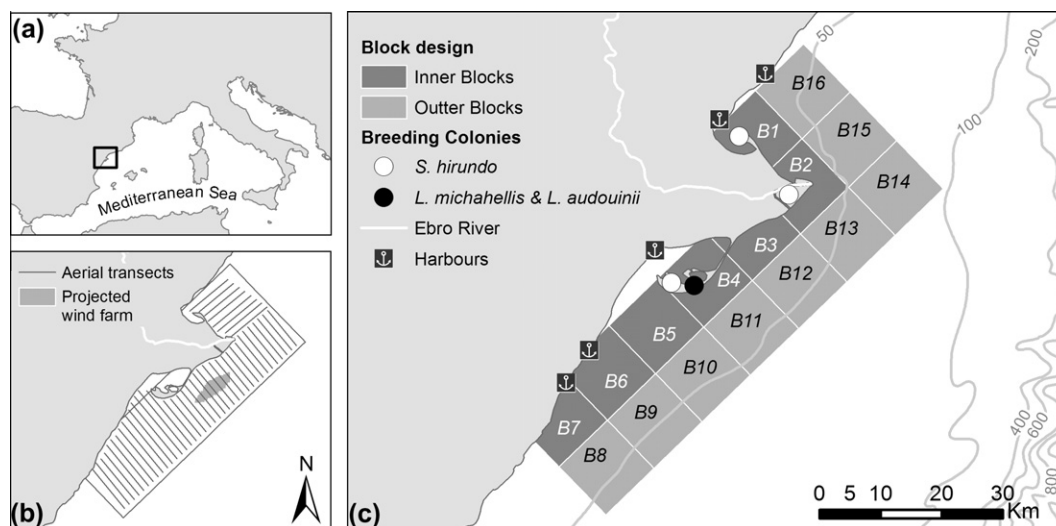 (a)
Mediterranean Sea
Aerial transects
Projected
wind farm
N
(b)
Block design
Inner Blocks
Outter Blocks
Breeding Colonies
S. hirundo
L. michahellis & L. audouinii
Ebro River
Harbours
50
200
100
B16
B1
B15
B2
B14
B3
B13
B4
B12
B5
B11
B6
B10
B7
B9
B8
400
600
800
0 5 10 20 30
Km
(c)